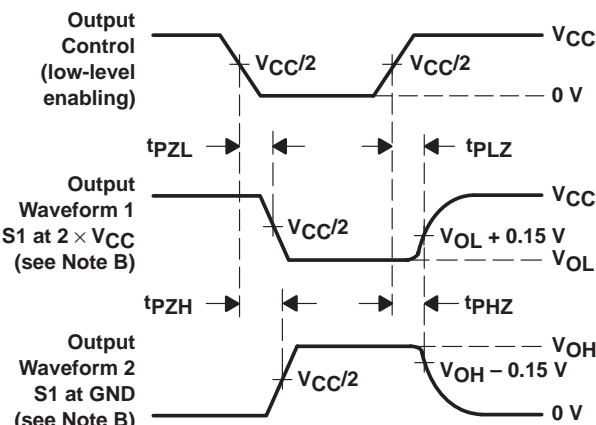 Output
Control
(low-level
enabling)
VCC/2
VCC/2
VCC
0 V
tPZL
tPLZ
Output
Waveform 1
S1 at 2 × VCC
(see Note B)
VCC/2
VCC
VOL + 0.15 V
VOL
tPZH
tPHZ
Output
Waveform 2
S1 at GND
(see Note B)
VCC/2
VOH
VOH – 0.15 V
0 V